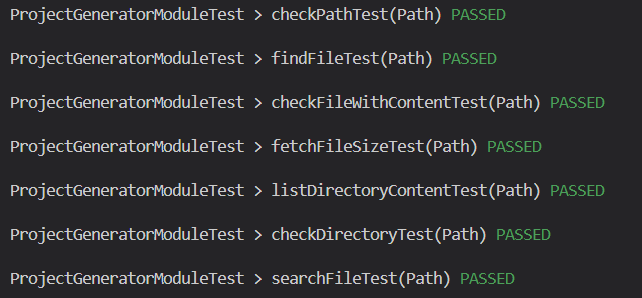 ProjectGeneratorModuleTest > checkPathTest(Path) PASSED
ProjectGeneratorModuleTest > findFileTest(Path) PASSED
ProjectGeneratorModuleTest > checkFileWithContentTest(Path) PASSED
ProjectGeneratorModuleTest > fetchFileSizeTest(Path) PASSED
ProjectGeneratorModuleTest > listDirectoryContentTest(Path) PASSED
ProjectGeneratorModuleTest > checkDirectoryTest(Path) PASSED
ProjectGeneratorModuleTest > searchFileTest(Path) PASSED